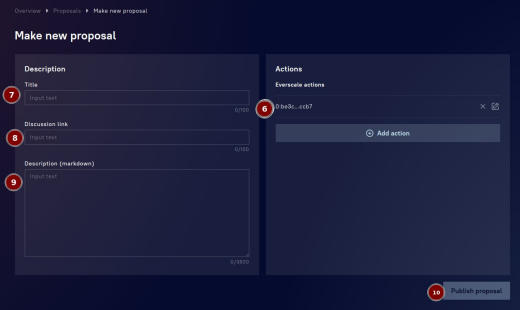 Overview ▸ Proposals ▸ Make new proposal
Make new proposal
Description
Title
7
Input text
0/100
Discussion link
8
Input text
0/100
Description (markdown)
9
Input text
0/3800
Actions
Everscale actions
6
0:be3c...ccb7
Add action
10
Publish proposal